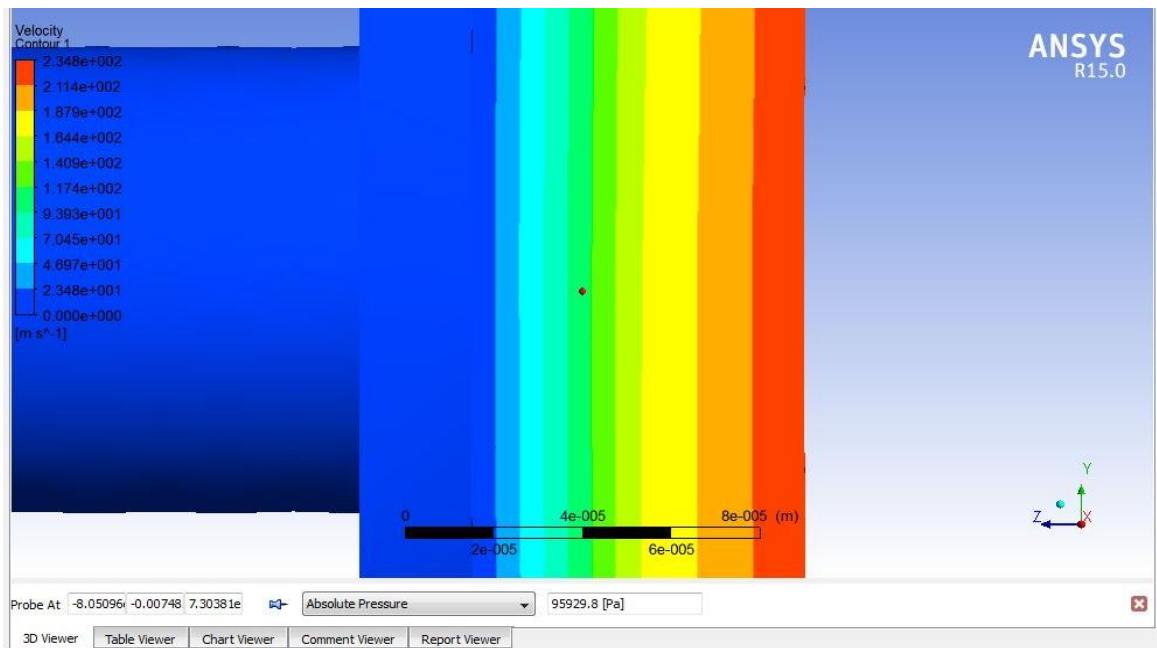 Velocity
Contour 1
2.348e+002
2.114e+002
1.879e+002
1.644e+002
1.409e+002
1.174e+002
9.393e+001
7.045e+001
4.697e+001
2.348e+001
0.000e+000
[m s^-1]
ANSYS
R15.0
0 4e-005 8e-005 (m)
2e-005 6e-005
Y
Z X
Probe At -8.05096 -0.00748 7.30381e Absolute Pressure 95929.8 [Pa]
3D Viewer Table Viewer Chart Viewer Comment Viewer Report Viewer